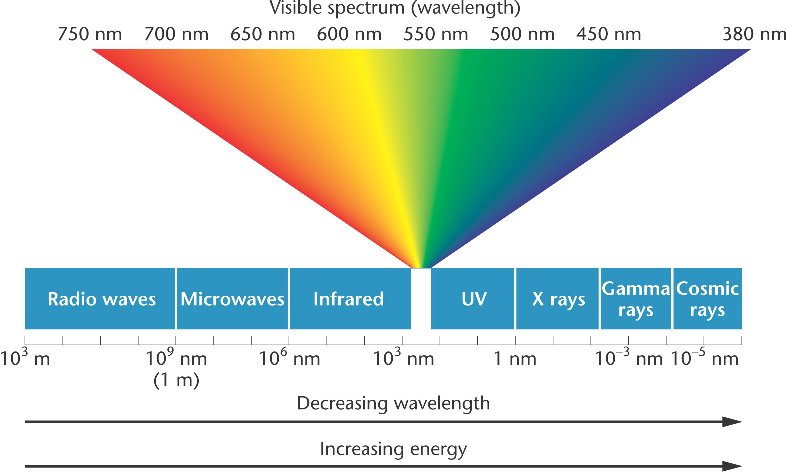 Visible spectrum (wavelength)
750 nm 700 nm 650 nm 600 nm 550 nm 500 nm 450 nm 380 nm
Radio waves Microwaves Infrared UV X rays Gamma rays Cosmic rays
10³ m 10⁹ nm (1 m) 10⁶ nm 10³ nm 1 nm 10⁻³ nm 10⁻⁵ nm
Decreasing wavelength
Increasing energy